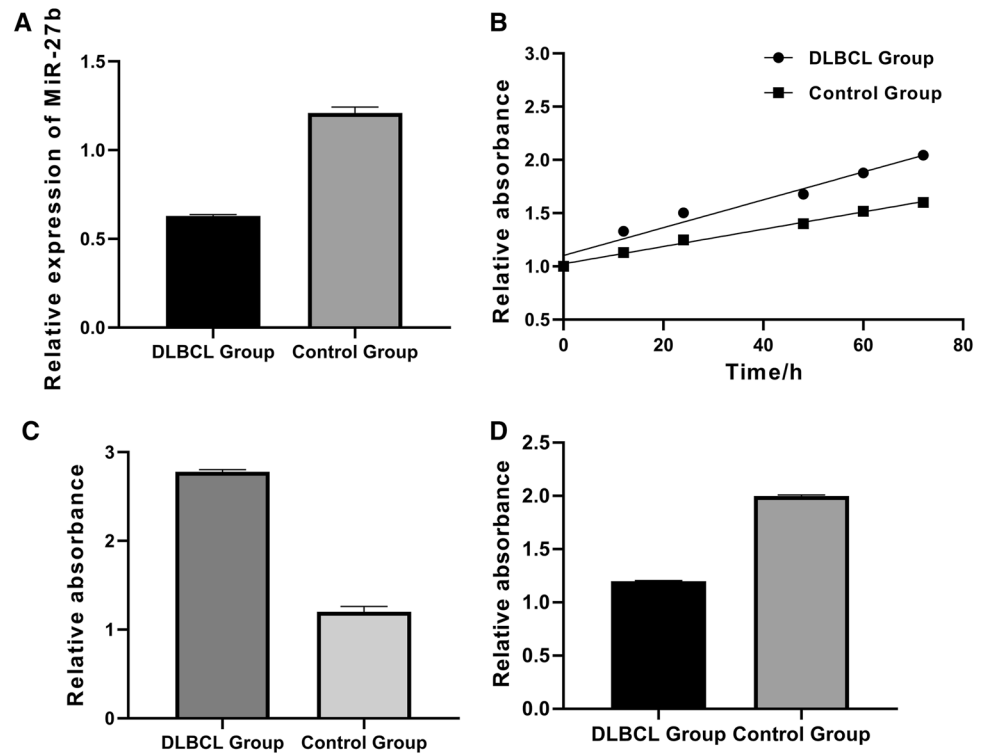 A
Relative expression of MiR-27b
1.5
1.0
0.5
0.0
DLBCL Group
Control Group
B
Relative absorbance
3.0
2.5
2.0
1.5
1.0
0.5
DLBCL Group
Control Group
0
20
40
60
80
Time/h
C
Relative absorbance
3
2
1
0
DLBCL Group
Control Group
D
Relative absorbance
2.5
2.0
1.5
1.0
0.5
0.0
DLBCL Group
Control Group